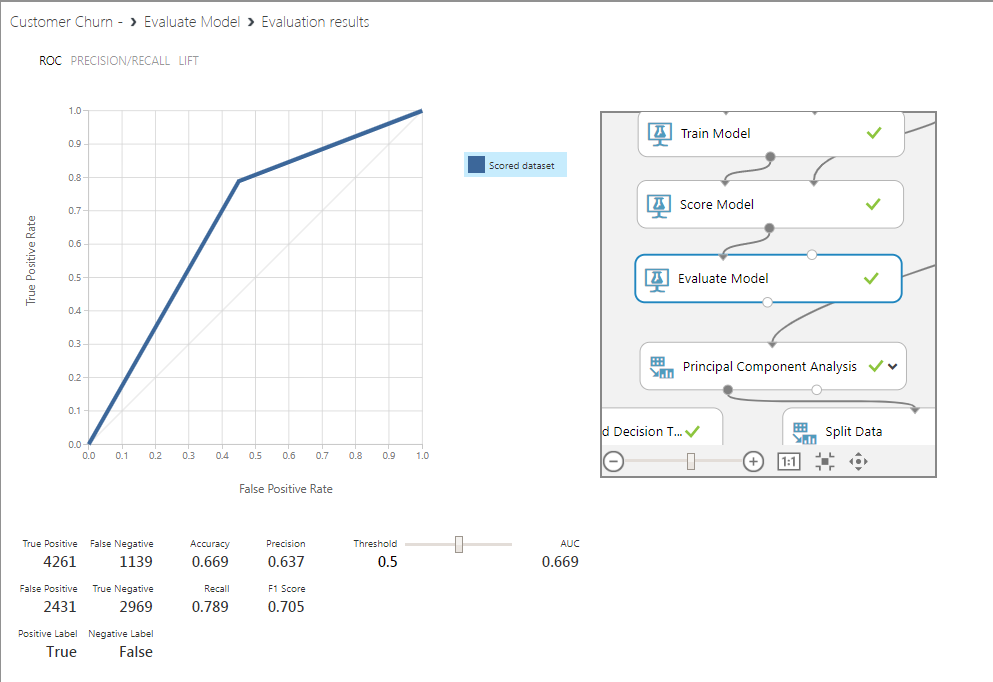 Customer Churn - › Evaluate Model › Evaluation results
ROC PRECISION/RECALL LIFT
1.0
0.9
0.8
0.7
0.6
0.5
0.4
0.3
0.2
0.1
0.0
True Positive Rate
0.0 0.1 0.2 0.3 0.4 0.5 0.6 0.7 0.8 0.9 1.0
False Positive Rate
Scored dataset
Train Model
Score Model
Evaluate Model
Principal Component Analysis
d Decision T...
Split Data
1:1
True Positive False Negative Accuracy Precision Threshold AUC
4261 1139 0.669 0.637 0.5 0.669
False Positive True Negative Recall F1 Score
2431 2969 0.789 0.705
Positive Label Negative Label
True False